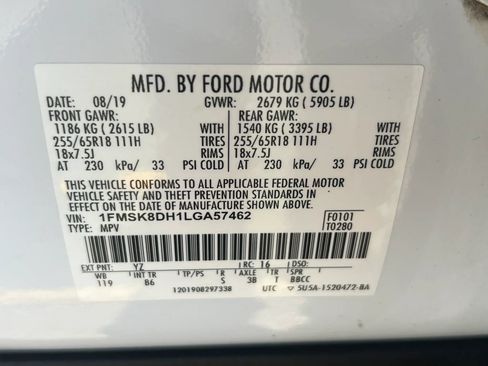 MFD. BY FORD MOTOR CO.
DATE: 08/19 GVWR: 2679 KG ( 5905 LB)
FRONT GAWR: REAR GAWR:
1186 KG ( 2615 LB) WITH 1540 KG ( 3395 LB) WITH
255/65R18 111H TIRES 255/65R18 111H TIRES
18x7.5J RIMS 18x7.5J RIMS
AT 230 kPa/ 33 PSI COLD AT 230 kPa/ 33 PSI COLD
THIS VEHICLE CONFORMS TO ALL APPLICABLE FEDERAL MOTOR
VEHICLE SAFETY AND THEFT PREVENTION STANDARDS IN
EFFECT ON THE DATE OF MANUFACTURE SHOWN ABOVE.
VIN: 1FMSK8DH1LGA57462 F0101
TYPE: MPV T0280
EXT PNT: YZ RC: 16
WB INT TR TP/PS R AXLE TR SPR
119 B6 S 3B T BBCC
1201908297338 UTC 5U5A-1520472-BA